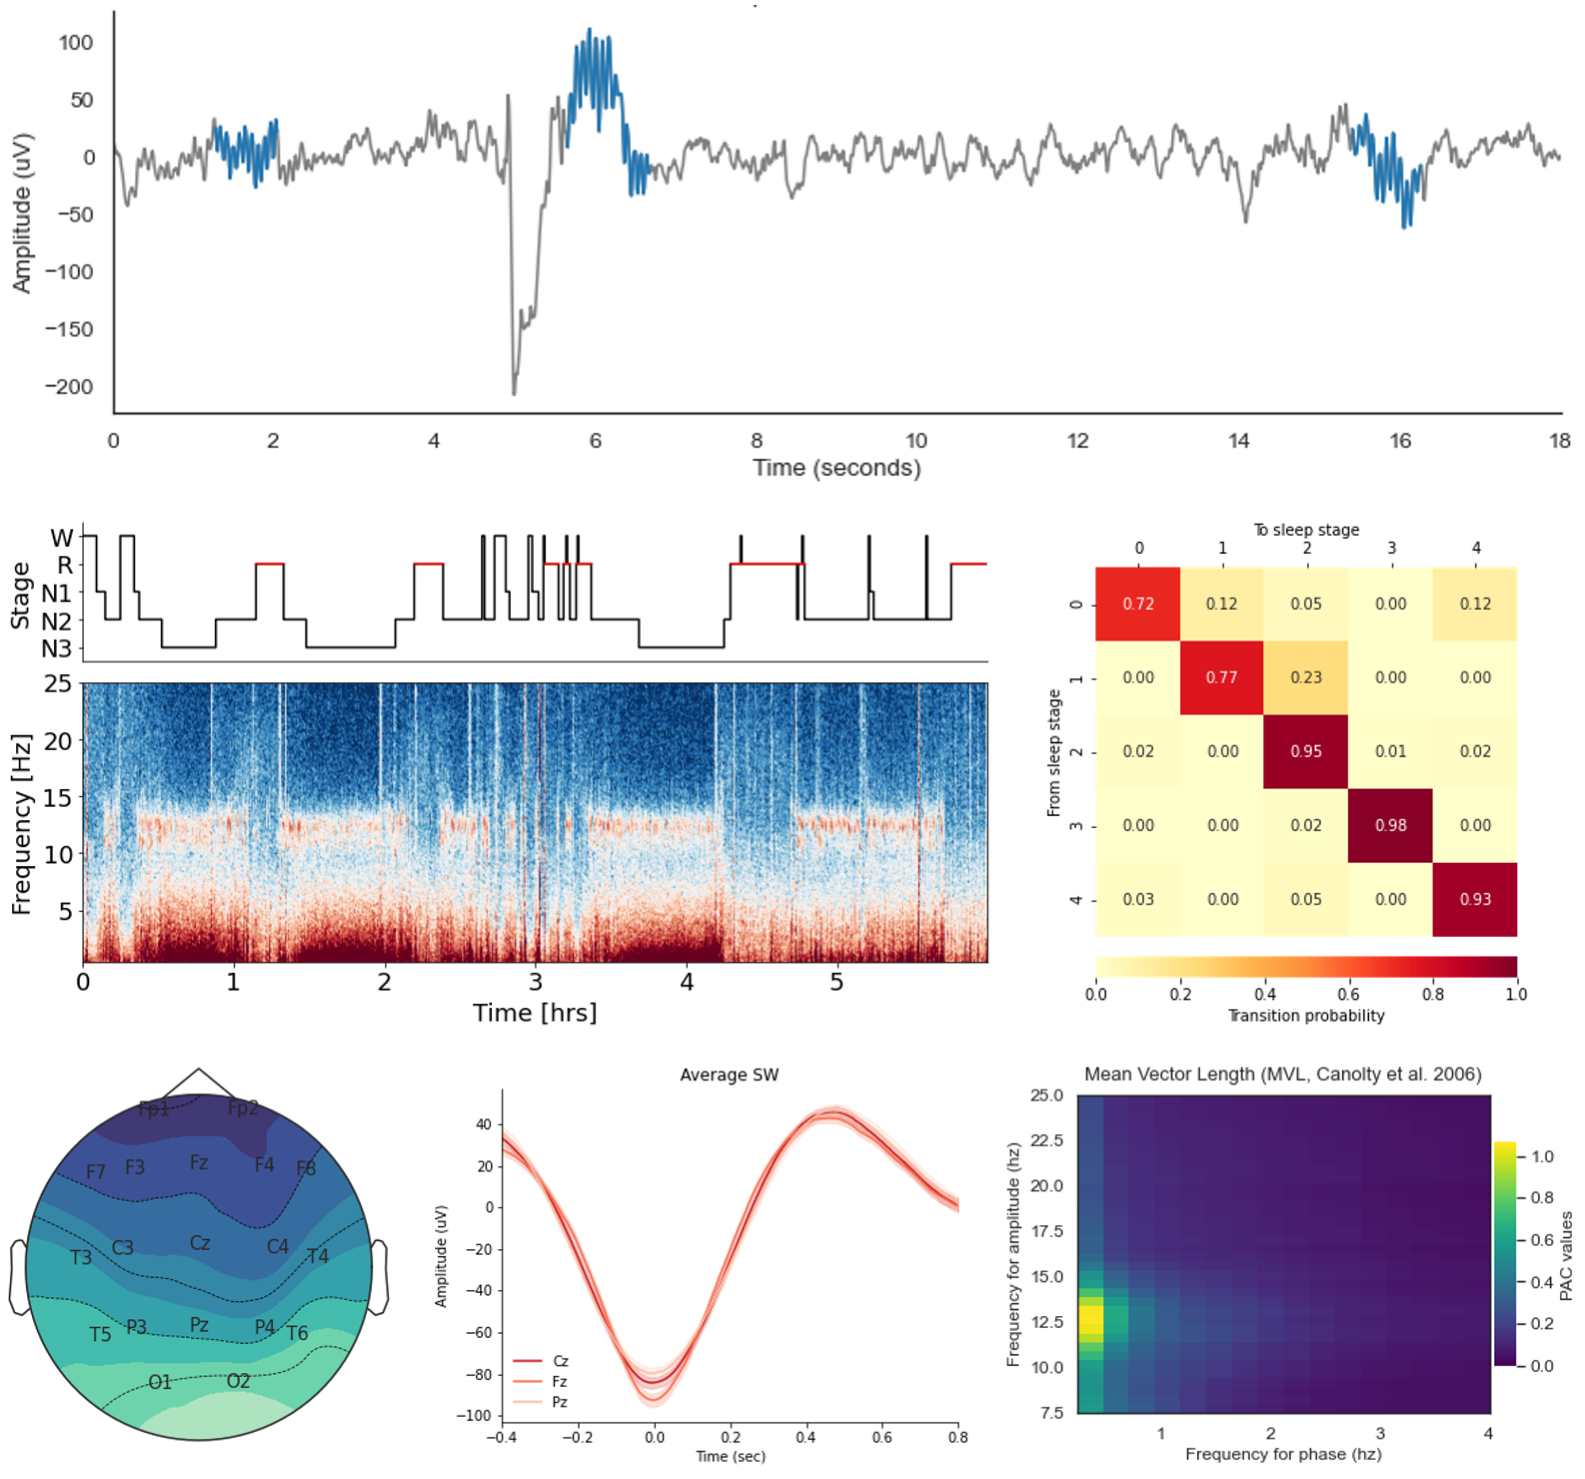 100
50
0
−50
−100
−150
−200
Amplitude (uV)
0 2 4 6 8 10 12 14 16 18
Time (seconds)
W
R
N1
N2
N3
Stage
25
20
15
10
5
Frequency [Hz]
0 1 2 3 4 5
Time [hrs]
To sleep stage
0 1 2 3 4
From sleep stage
0 0.72 0.12 0.05 0.00 0.12
1 0.00 0.77 0.23 0.00 0.00
2 0.02 0.00 0.95 0.01 0.02
3 0.00 0.00 0.02 0.98 0.00
4 0.03 0.00 0.05 0.00 0.93
0.0 0.2 0.4 0.6 0.8 1.0
Transition probability
Fp1 Fp2
F7 F3 Fz F4 F8
T3 C3 Cz C4 T4
T5 P3 Pz P4 T6
O1 O2
Average SW
40
20
0
−20
−40
−60
−80
−100
Amplitude (uV)
Cz
Fz
Pz
−0.4 −0.2 0.0 0.2 0.4 0.6 0.8
Time (sec)
Mean Vector Length (MVL, Canolty et al. 2006)
25.0
22.5
20.0
17.5
15.0
12.5
10.0
7.5
Frequency for amplitude (hz)
1 2 3 4
Frequency for phase (hz)
1.0
0.8
0.6
0.4
0.2
0.0
PAC values